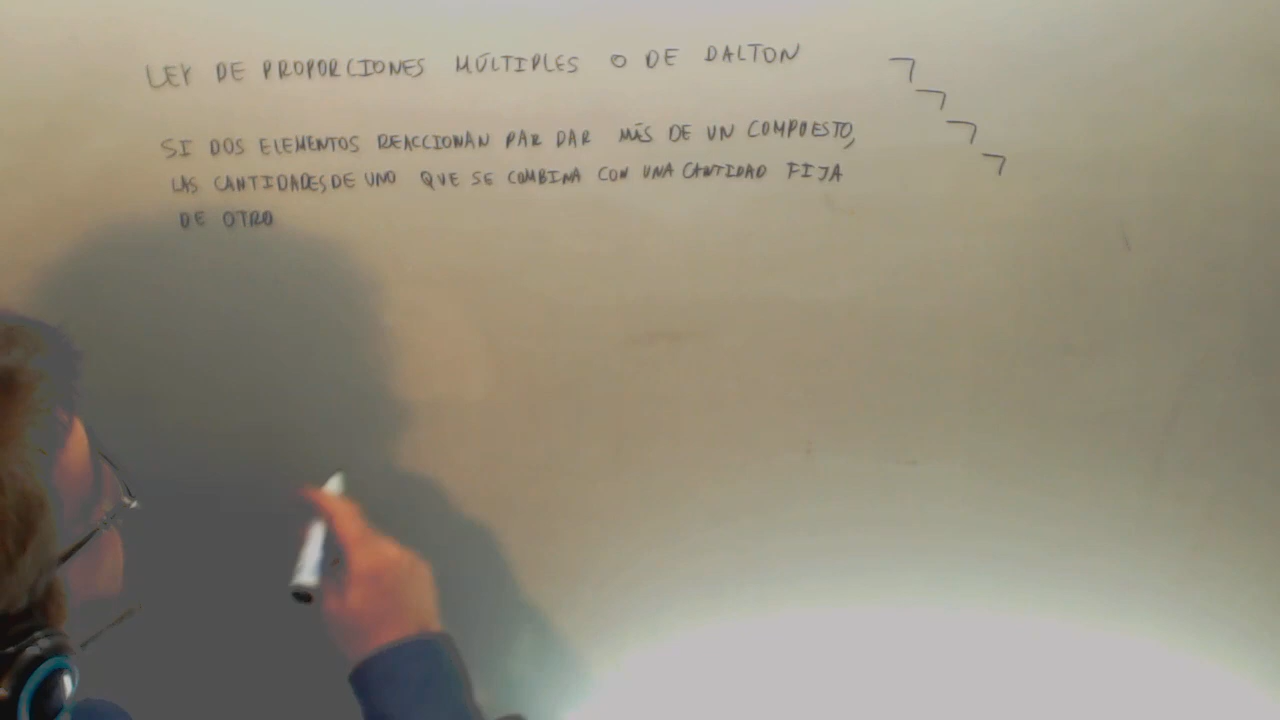 LEY DE PROPORCIONES MÚLTIPLES O DE DALTON
SI DOS ELEMENTOS REACCIONAN PAR DAR MÁS DE UN COMPUESTO,
LAS CANTIDADES DE UNO QUE SE COMBINA CON UNA CANTIDAD FIJA
DE OTRO